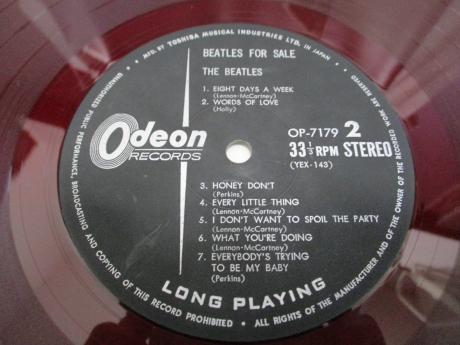 MFD. BY TOSHIBA MUSICAL INDUSTRIES LTD. IN JAPAN
ALL RIGHTS OF THE MANUFACTURER AND OF THE OWNER OF THE RECORDED WORK ARE RESERVED
UNAUTHORIZED PUBLIC PERFORMANCE, BROADCASTING AND COPYING OF THIS RECORD PROHIBITED
BEATLES FOR SALE
THE BEATLES
1. EIGHT DAYS A WEEK
(Lennon-McCartney)
2. WORDS OF LOVE
(Holly)
Odeon
RECORDS
OP-7179 2
33 1/3 RPM STEREO
(YEX-143)
3. HONEY DON'T
(Perkins)
4. EVERY LITTLE THING
(Lennon-McCartney)
5. I DON'T WANT TO SPOIL THE PARTY
(Lennon-McCartney)
6. WHAT YOU'RE DOING
(Lennon-McCartney)
7. EVERYBODY'S TRYING
TO BE MY BABY
(Perkins)
LONG PLAYING